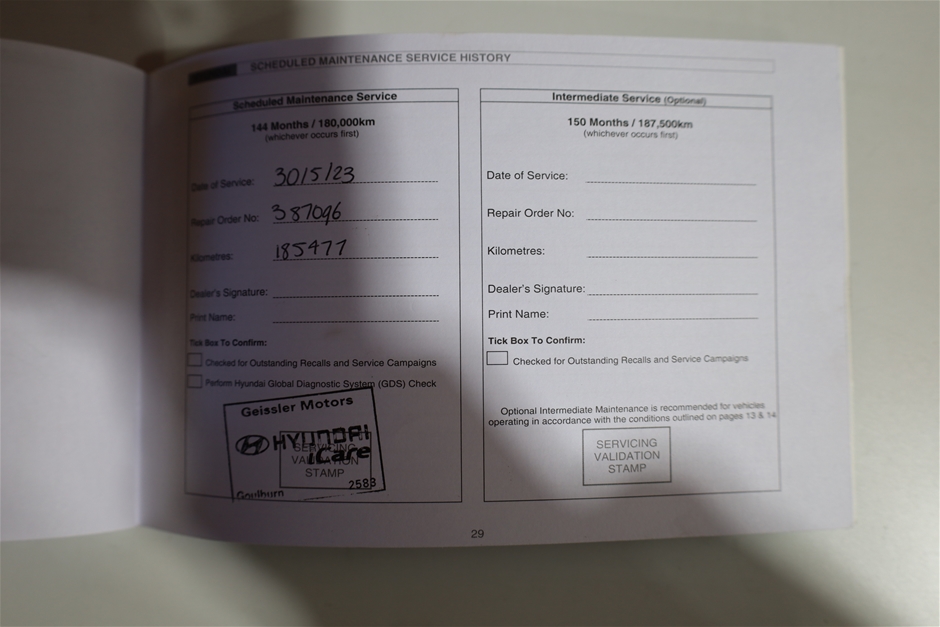 SCHEDULED MAINTENANCE SERVICE HISTORY
Scheduled Maintenance Service
144 Months / 180,000km
(whichever occurs first)
Date of Service: 30/5/23
Repair Order No: 387096
Kilometres: 185477
Dealer's Signature:
Print Name:
Tick Box To Confirm:
Checked for Outstanding Recalls and Service Campaigns
Perform Hyundai Global Diagnostic System (GDS) Check
Geissler Motors
HYUNDAI
iCare
SERVICING
VALIDATION
STAMP
Goulburn 2583
Intermediate Service (Optional)
150 Months / 187,500km
(whichever occurs first)
Date of Service:
Repair Order No:
Kilometres:
Dealer's Signature:
Print Name:
Tick Box To Confirm:
Checked for Outstanding Recalls and Service Campaigns
Optional Intermediate Maintenance is recommended for vehicles
operating in accordance with the conditions outlined on pages 13 & 14
SERVICING
VALIDATION
STAMP
29